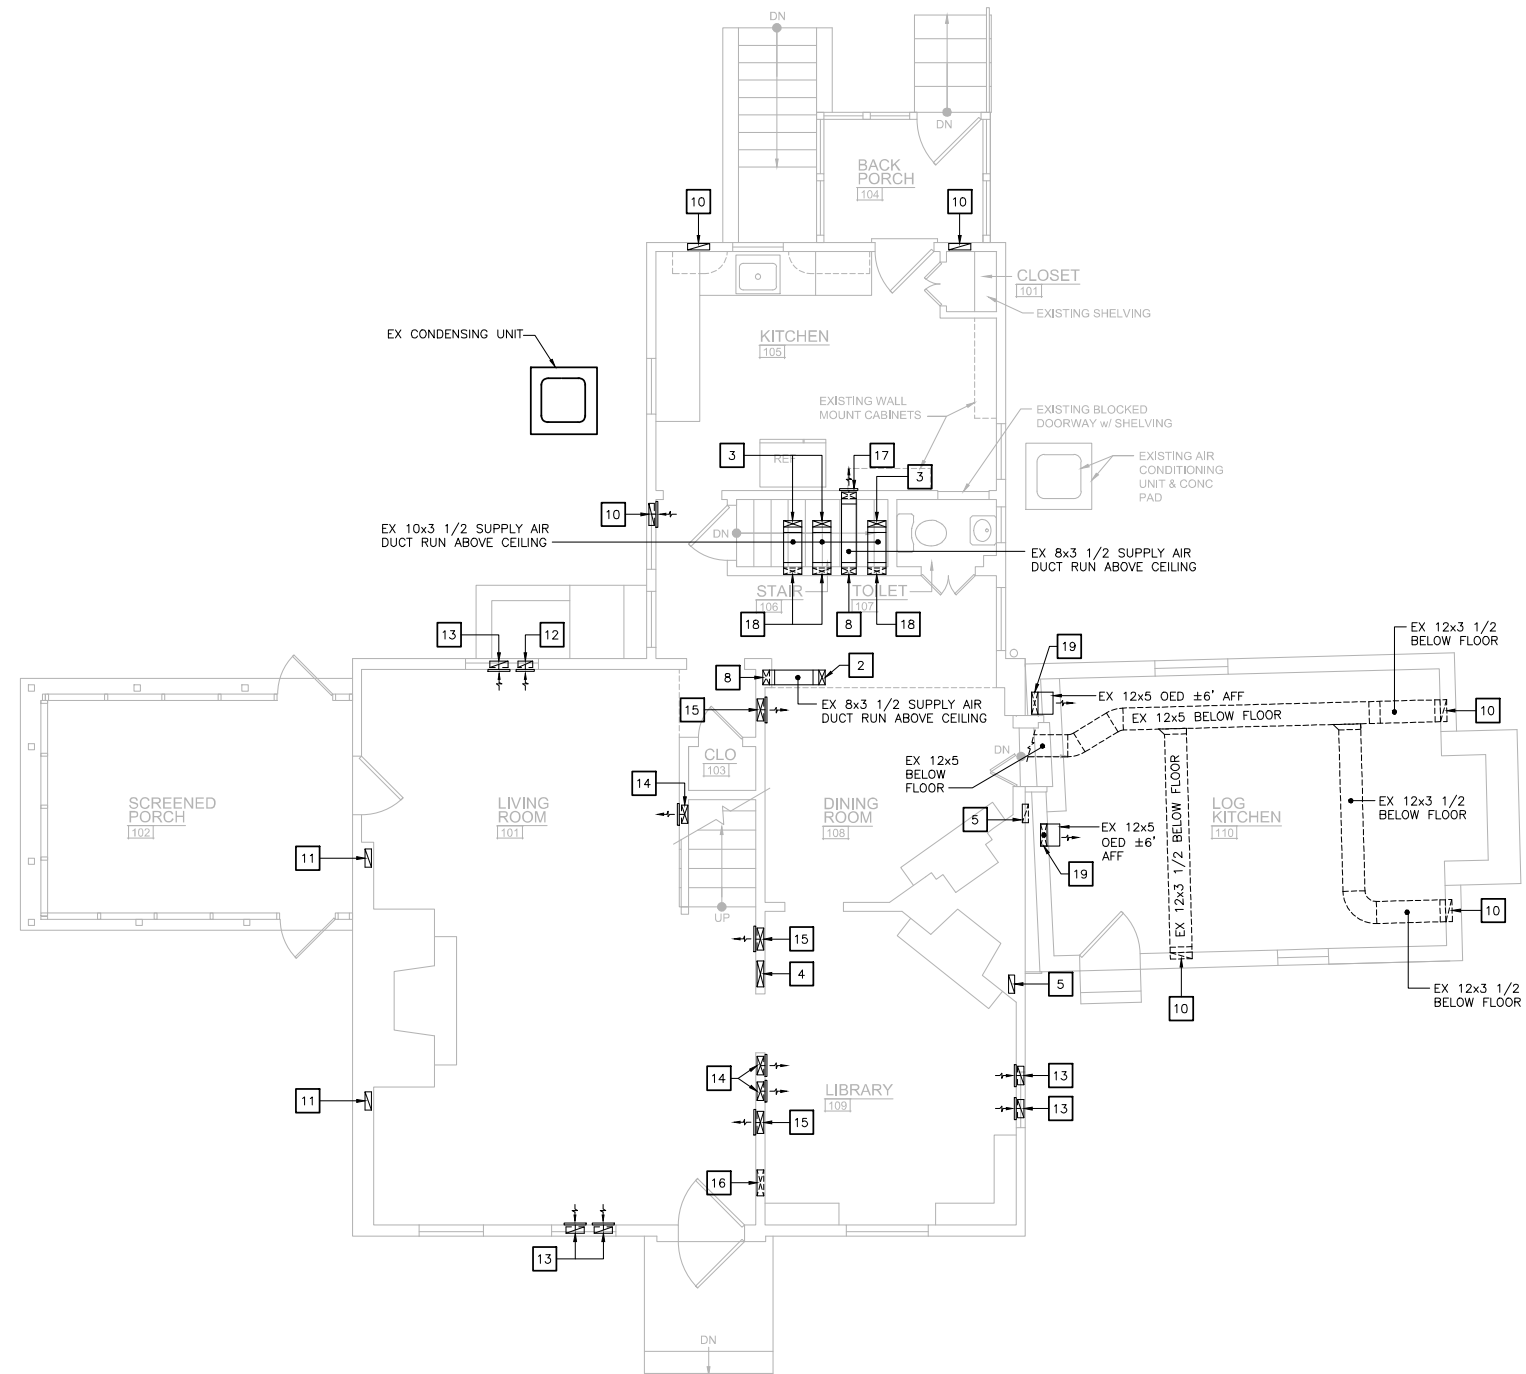 DN
DN
BACK
PORCH
104
10
10
CLOSET
101
EXISTING SHELVING
EX CONDENSING UNIT
KITCHEN
105
EXISTING WALL
MOUNT CABINETS
EXISTING BLOCKED
DOORWAY w/ SHELVING
3
REF
17
3
EXISTING AIR
CONDITIONING
UNIT & CONC
PAD
10
EX 10x3 1/2 SUPPLY AIR
DUCT RUN ABOVE CEILING
DN
EX 8x3 1/2 SUPPLY AIR
DUCT RUN ABOVE CEILING
STAIR
106
TOILET
107
18
8
18
13
12
EX 12x3 1/2
BELOW FLOOR
19
8
2
EX 12x5 OED ±6' AFF
EX 12x5 BELOW FLOOR
10
15
EX 8x3 1/2 SUPPLY AIR
DUCT RUN ABOVE CEILING
CLO
103
DN
EX 12x5
BELOW
FLOOR
14
SCREENED
PORCH
102
LIVING
ROOM
101
DINING
ROOM
108
5
EX 12x5
OED ±6'
AFF
19
EX 12x3 1/2 BELOW FLOOR
LOG
KITCHEN
110
EX 12x3 1/2
BELOW FLOOR
11
UP
15
4
5
10
10
EX 12x3 1/2
BELOW FLOOR
14
13
11
LIBRARY
109
13
15
16
13
DN